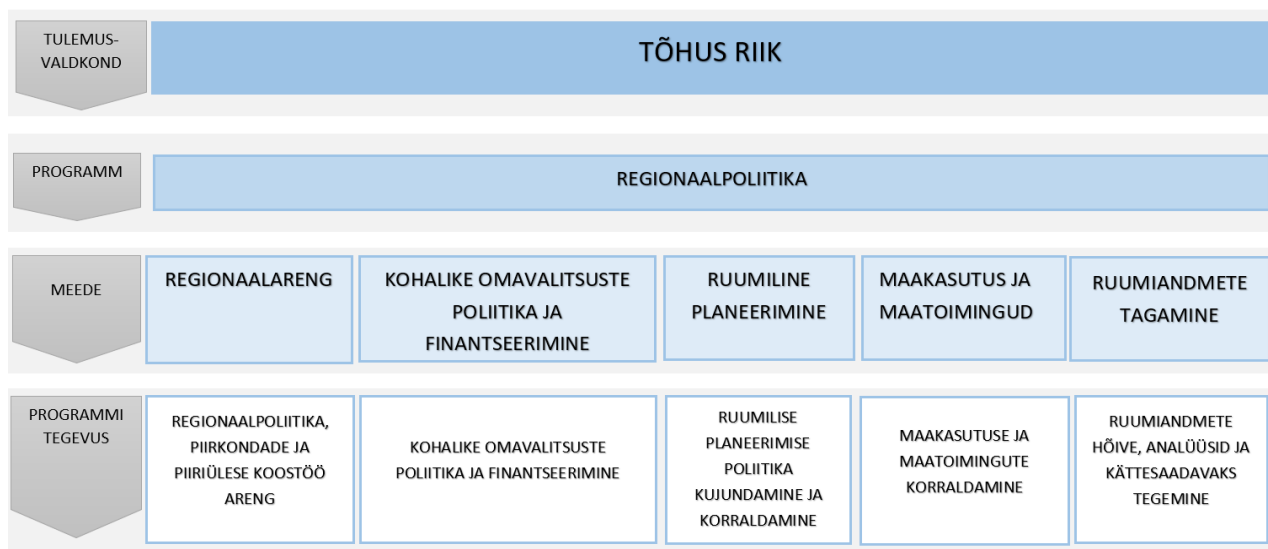 TULEMUS-
VALDKOND
TÕHUS RIIK
PROGRAMM
REGIONAALPOLIITIKA
MEEDE
REGIONAALARENG
KOHALIKE OMAVALITSUSTE
POLIITIKA JA
FINANTSEERIMINE
RUUMILINE
PLANEERIMINE
MAAKASUTUS JA
MAATOIMINGUD
RUUMIANDMETE
TAGAMINE
PROGRAMMI
TEGEVUS
REGIONAALPOLIITIKA,
PIIRKONDADE JA
PIIRIÜLESE KOOSTÖÖ
ARENG
KOHALIKE OMAVALITSUSTE
POLIITIKA JA FINANTSEERIMINE
RUUMILISE
PLANEERIMISE
POLIITIKA
KUJUNDAMINE JA
KORRALDAMINE
MAAKASUTUSE JA
MAATOIMINGUTE
KORRALDAMINE
RUUMIANDMETE
HÕIVE, ANALÜÜSID JA
KÄTTESAADAVAKS
TEGEMINE